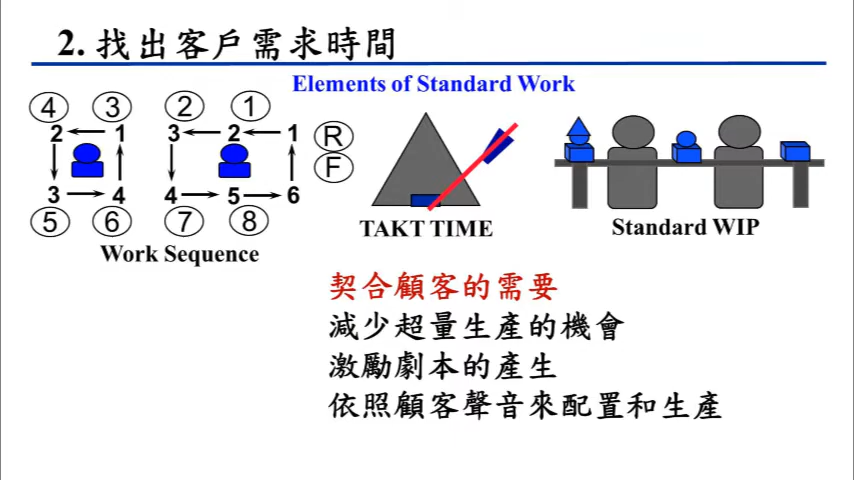 2. 找出客戶需求時間
Elements of Standard Work
4 3 2 1
2 1 3 2 1 R
F
3 4 4 5 6
5 6 7 8
Work Sequence
TAKT TIME
Standard WIP
契合顧客的需要
減少超量生產的機會
激勵劇本的產生
依照顧客聲音來配置和生產